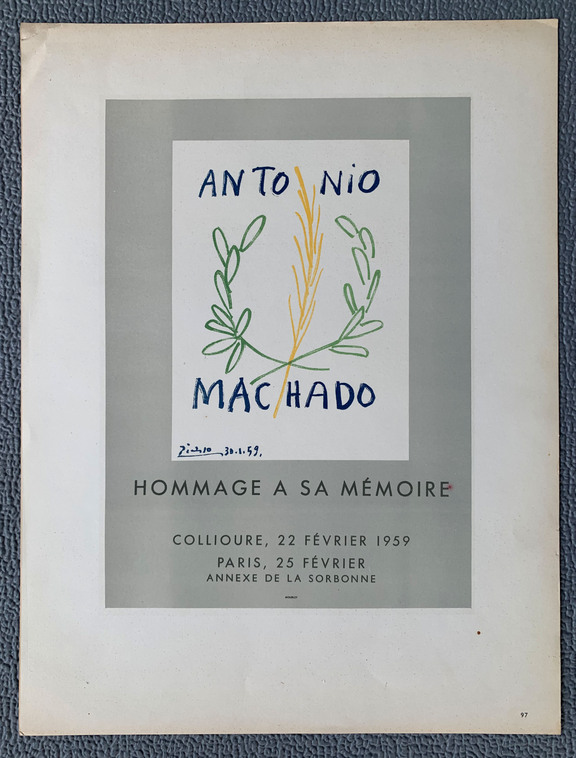 ANTONIO
MACHADO
Picasso 30.1.59.
HOMMAGE A SA MÉMOIRE
COLLIOURE, 22 FÉVRIER 1959
PARIS, 25 FÉVRIER
ANNEXE DE LA SORBONNE
97